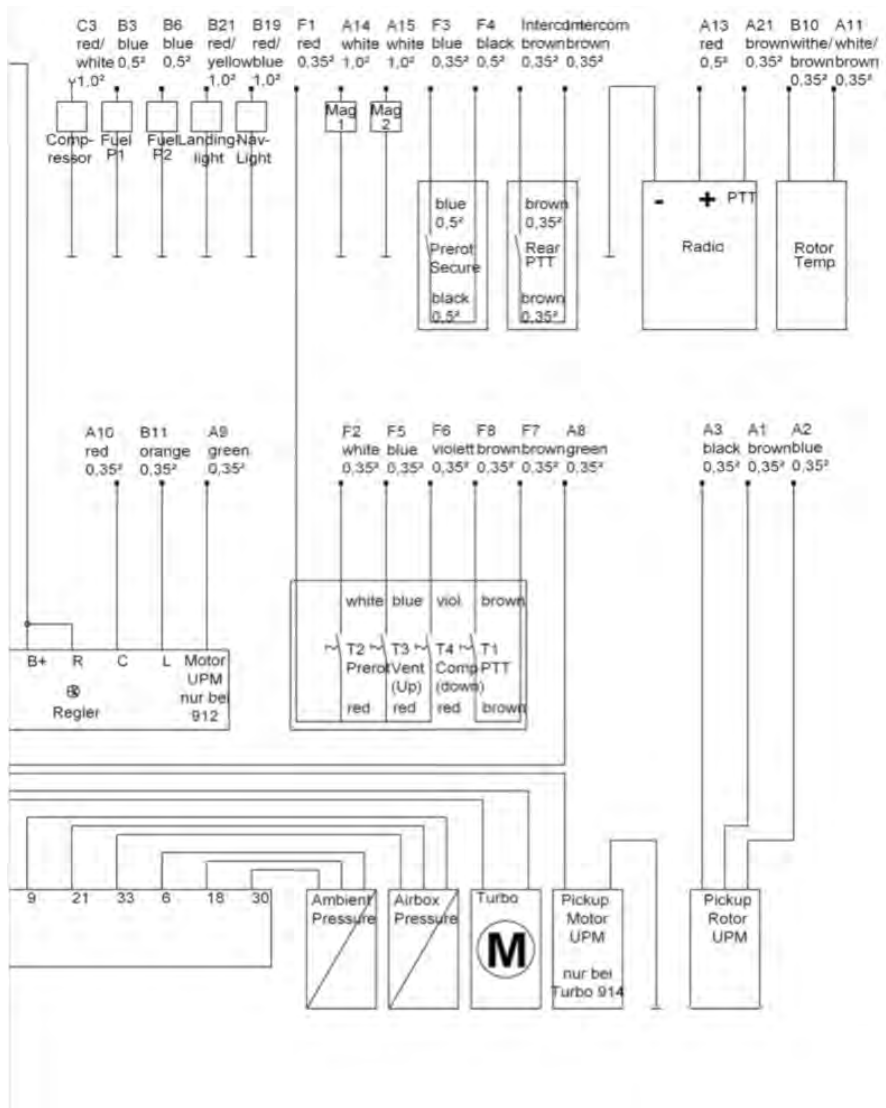 C3 B3 B6 B21 B19 F1 A14 A15 F3 F4 Intercom Intercom A13 A21 B10 A11
red/ blue blue red/ red/ red white white blue black brown brown red brown withe/ white/
white 0,5² 0,5² yellow blue 0,35² 1,0² 1,0² 0,35² 0,5² 0,35² 0,35² 0,5² 0,35² brown brown
1,0² 1,0² 1,0² 0,35² 0,35²
Mag 1
Mag 2
Comp-
ressor
Fuel
P1
Fuel
P2
Landing-
light
Nav-
Light
blue
0,5²
Prerot
Secure
black
0,5²
brown
0,35²
Rear
PTT
brown
0,35²
- + PTT
Radio
Rotor
Temp
A10 B11 A9 F2 F5 F6 F8 F7 A8 A3 A1 A2
red orange green white blue violett brown brown green black brown blue
0,35² 0,35² 0,35² 0,35² 0,35² 0,35² 0,35² 0,35² 0,35² 0,35² 0,35² 0,35²
white blue viol. brown
T2 T3 T4 T1
Prerot Vent Comp PTT
(Up) (down)
red red red brown
B+ R C L Motor
UPM
nur bei
912
Regler
9 21 33 6 18 30
Ambient
Pressure
Airbox
Pressure
Turbo
M
Pickup
Motor
UPM
nur bei
Turbo 914
Pickup
Rotor
UPM